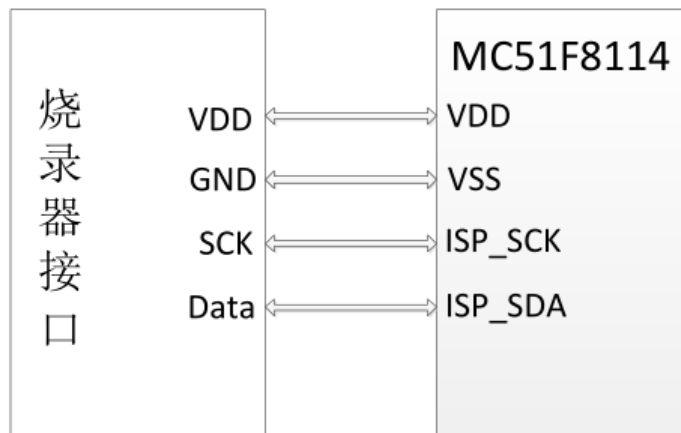 烧录器接口
VDD
GND
SCK
Data
MC51F8114
VDD
VSS
ISP_SCK
ISP_SDA